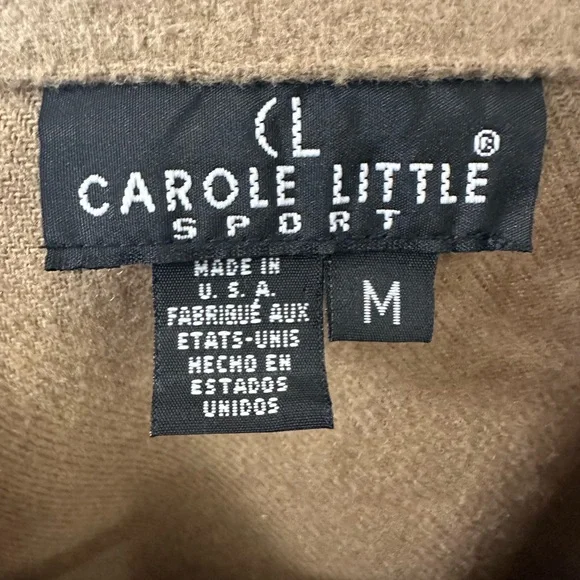 CL
CAROLE LITTLE ®
SPORT
MADE IN
U. S. A.
FABRIQUÉ AUX
ETATS-UNIS
HECHO EN
ESTADOS
UNIDOS
M